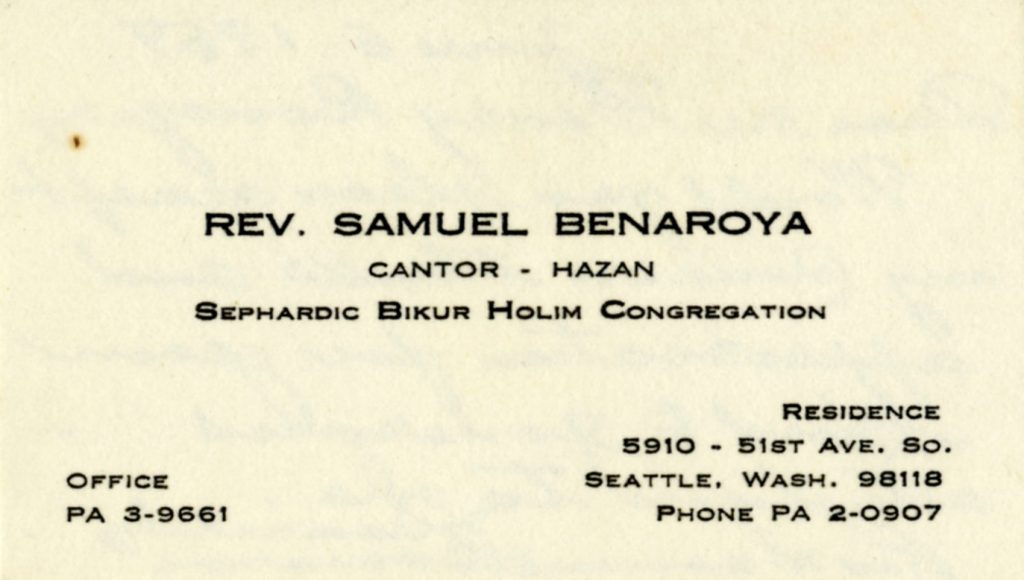 REV. SAMUEL BENAROYA
CANTOR - HAZAN
SEPHARDIC BIKUR HOLIM CONGREGATION
OFFICE
PA 3-9661
RESIDENCE
5910 - 51ST AVE. SO.
SEATTLE, WASH. 98118
PHONE PA 2-0907